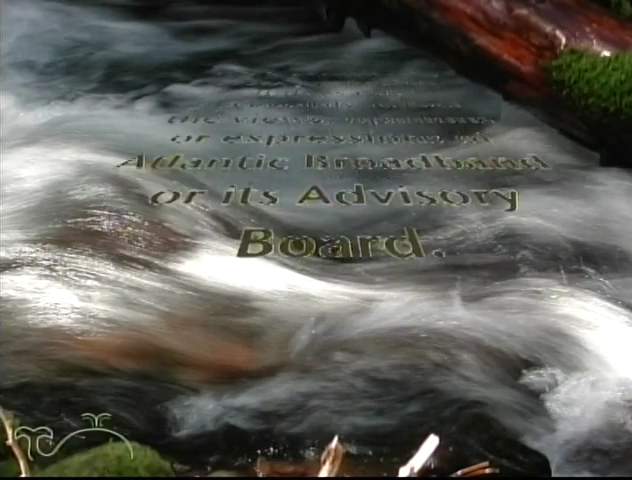 the views, opinions
or expressions of
Atlantic Broadband
or its Advisory
Board.